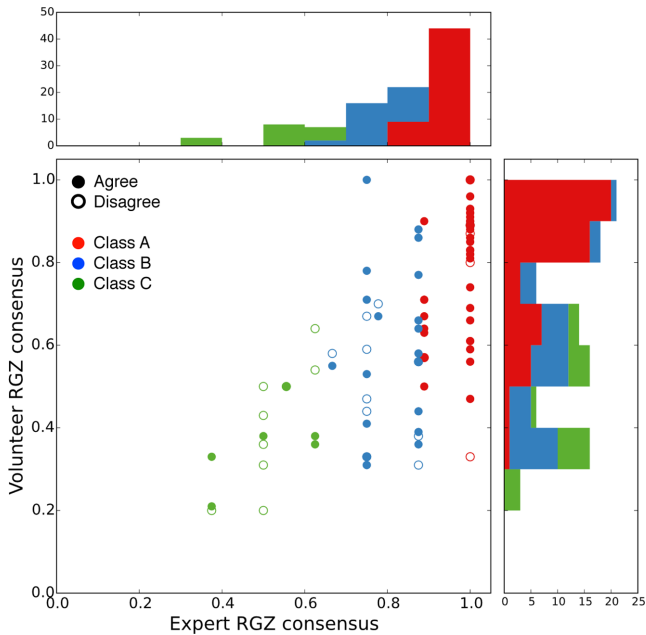 50
40
30
20
10
0
1.0
0.8
0.6
0.4
0.2
0.0
Volunteer RGZ consensus
Agree
Disagree
Class A
Class B
Class C
0.0 0.2 0.4 0.6 0.8 1.0
Expert RGZ consensus
0 5 10 15 20 25